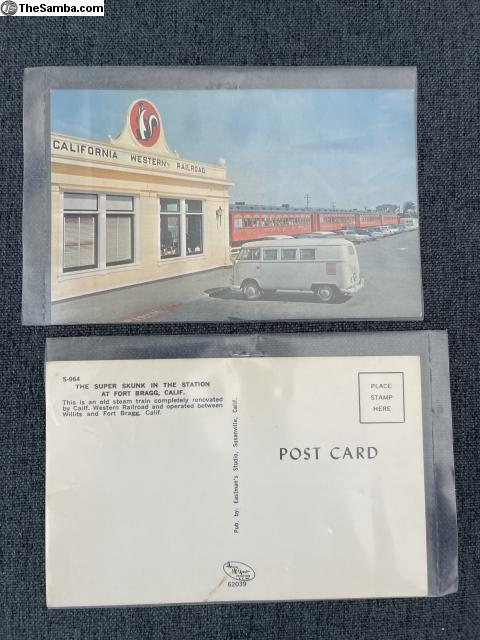 © TheSamba.com
CALIFORNIA WESTERN RAILROAD
S-964
THE SUPER SKUNK IN THE STATION
AT FORT BRAGG, CALIF.
This is an old steam train completely renovated
by Calif. Western Railroad and operated between
Willits and Fort Bragg, Calif.
Pub. by: Eastman's Studio, Susanville, Calif.
PLACE
STAMP
HERE
POST CARD
62039